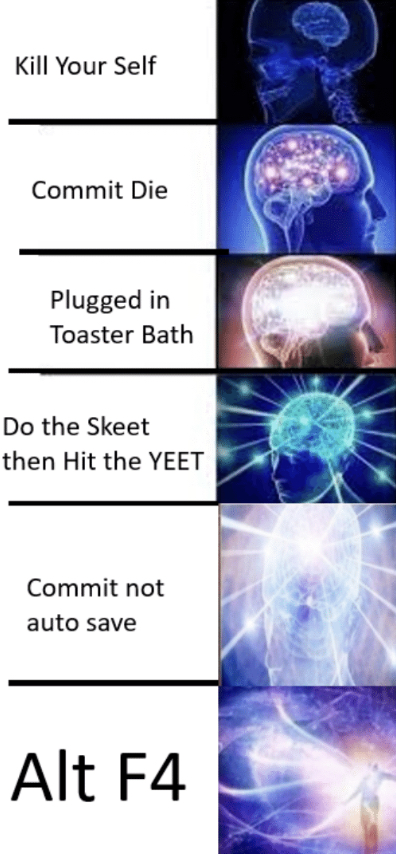 Kill Your Self
Commit Die
Plugged in
Toaster Bath
Do the Skeet
then Hit the YEET
Commit not
auto save
Alt F4